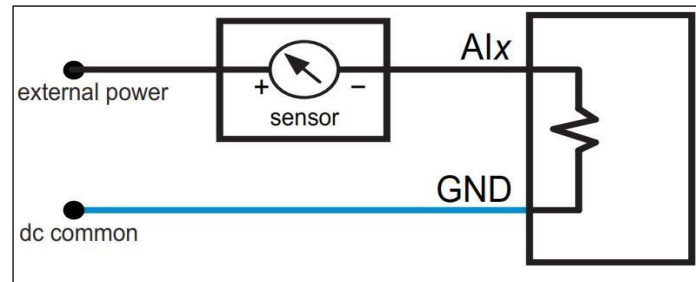 AIx
external power
+ −
sensor
GND
dc common